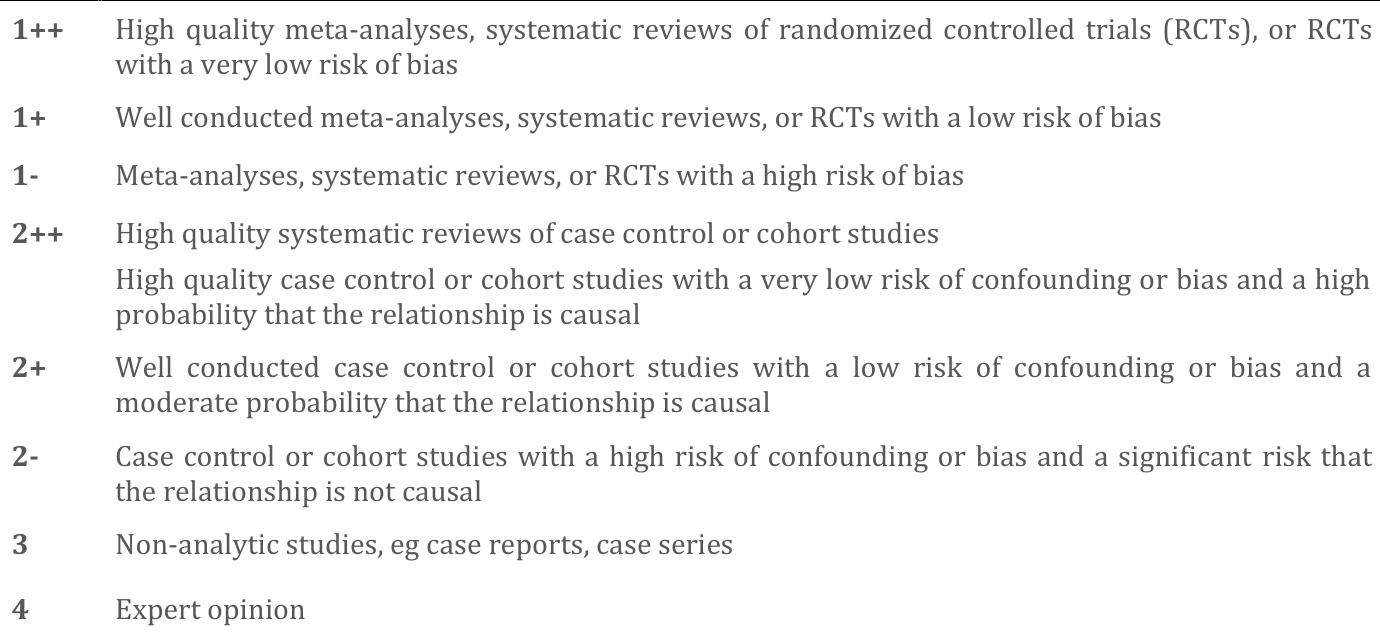 1++ High quality meta-analyses, systematic reviews of randomized controlled trials (RCTs), or RCTs
with a very low risk of bias
1+ Well conducted meta-analyses, systematic reviews, or RCTs with a low risk of bias
1- Meta-analyses, systematic reviews, or RCTs with a high risk of bias
2++ High quality systematic reviews of case control or cohort studies
High quality case control or cohort studies with a very low risk of confounding or bias and a high
probability that the relationship is causal
2+ Well conducted case control or cohort studies with a low risk of confounding or bias and a
moderate probability that the relationship is causal
2- Case control or cohort studies with a high risk of confounding or bias and a significant risk that
the relationship is not causal
3 Non-analytic studies, eg case reports, case series
4 Expert opinion